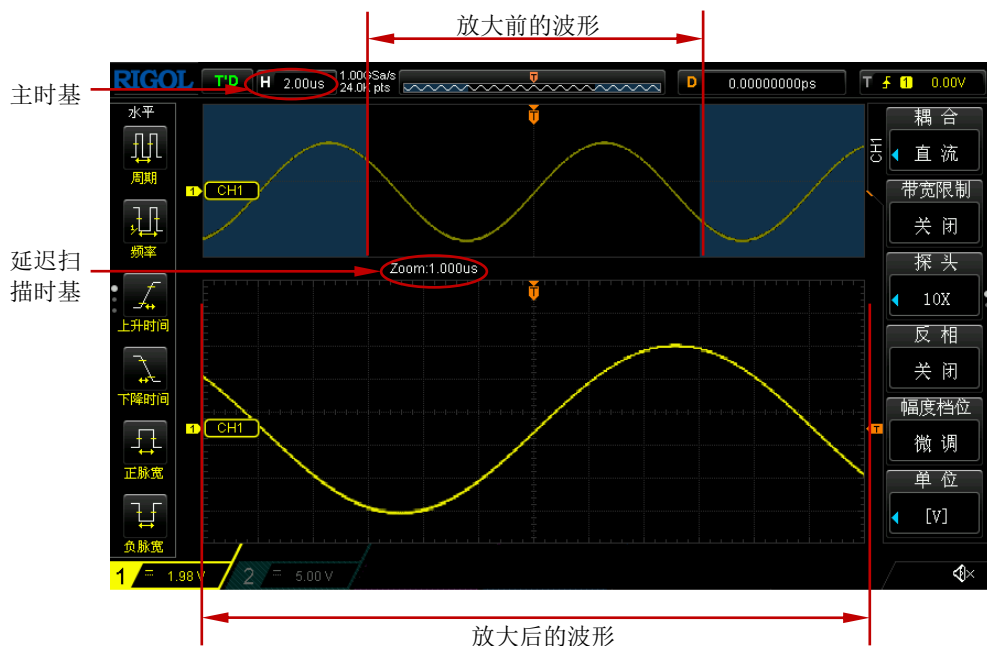 放大前的波形
RIGOL T'D H 2.00us 1.00GSa/s 24.0K pts T D 0.00000000ps T 1 0.00V
主时基
水平
周期
频率
上升时间
下降时间
正脉宽
负脉宽
T
1 CH1
延迟扫
描时基
Zoom:1.000us
T
1 CH1
T
CH1
耦合
直流
带宽限制
关闭
探头
10X
反相
关闭
幅度档位
微调
单位
[V]
1 1.98 V 2 5.00 V
放大后的波形